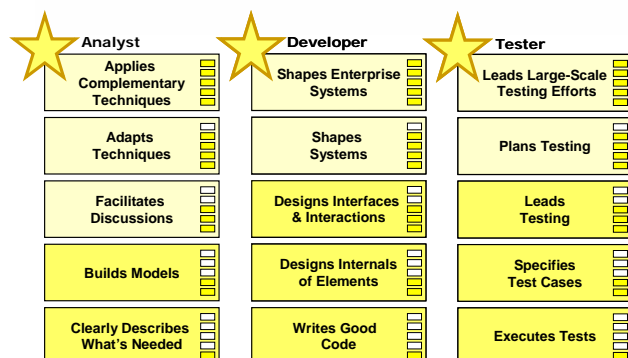 Analyst
Developer
Tester
Applies
Complementary
Techniques
Shapes Enterprise
Systems
Leads Large-Scale
Testing Efforts
Adapts
Techniques
Shapes
Systems
Plans Testing
Facilitates
Discussions
Designs Interfaces
& Interactions
Leads
Testing
Builds Models
Designs Internals
of Elements
Specifies
Test Cases
Clearly Describes
What's Needed
Writes Good
Code
Executes Tests